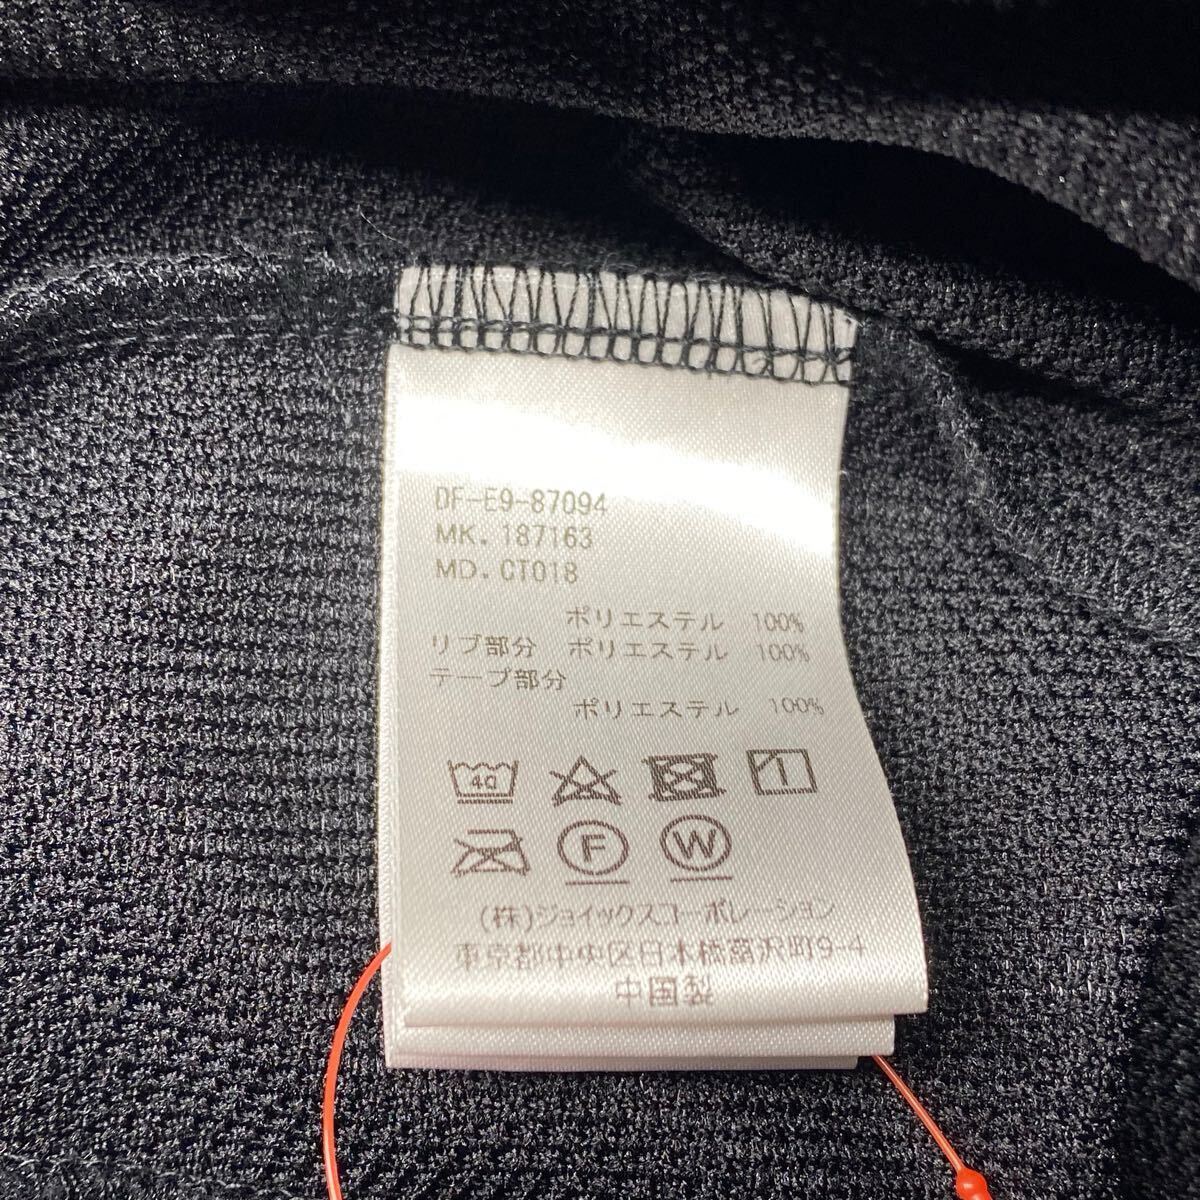 DF-E9-87094
MK. 187163
MD. CT018
ポリエステル 100%
リブ部分 ポリエステル 100%
テープ部分
ポリエステル 100%
40
F W
(株)ジョイックスコーポレーション
東京都中央区日本橋富沢町9-4
中国製